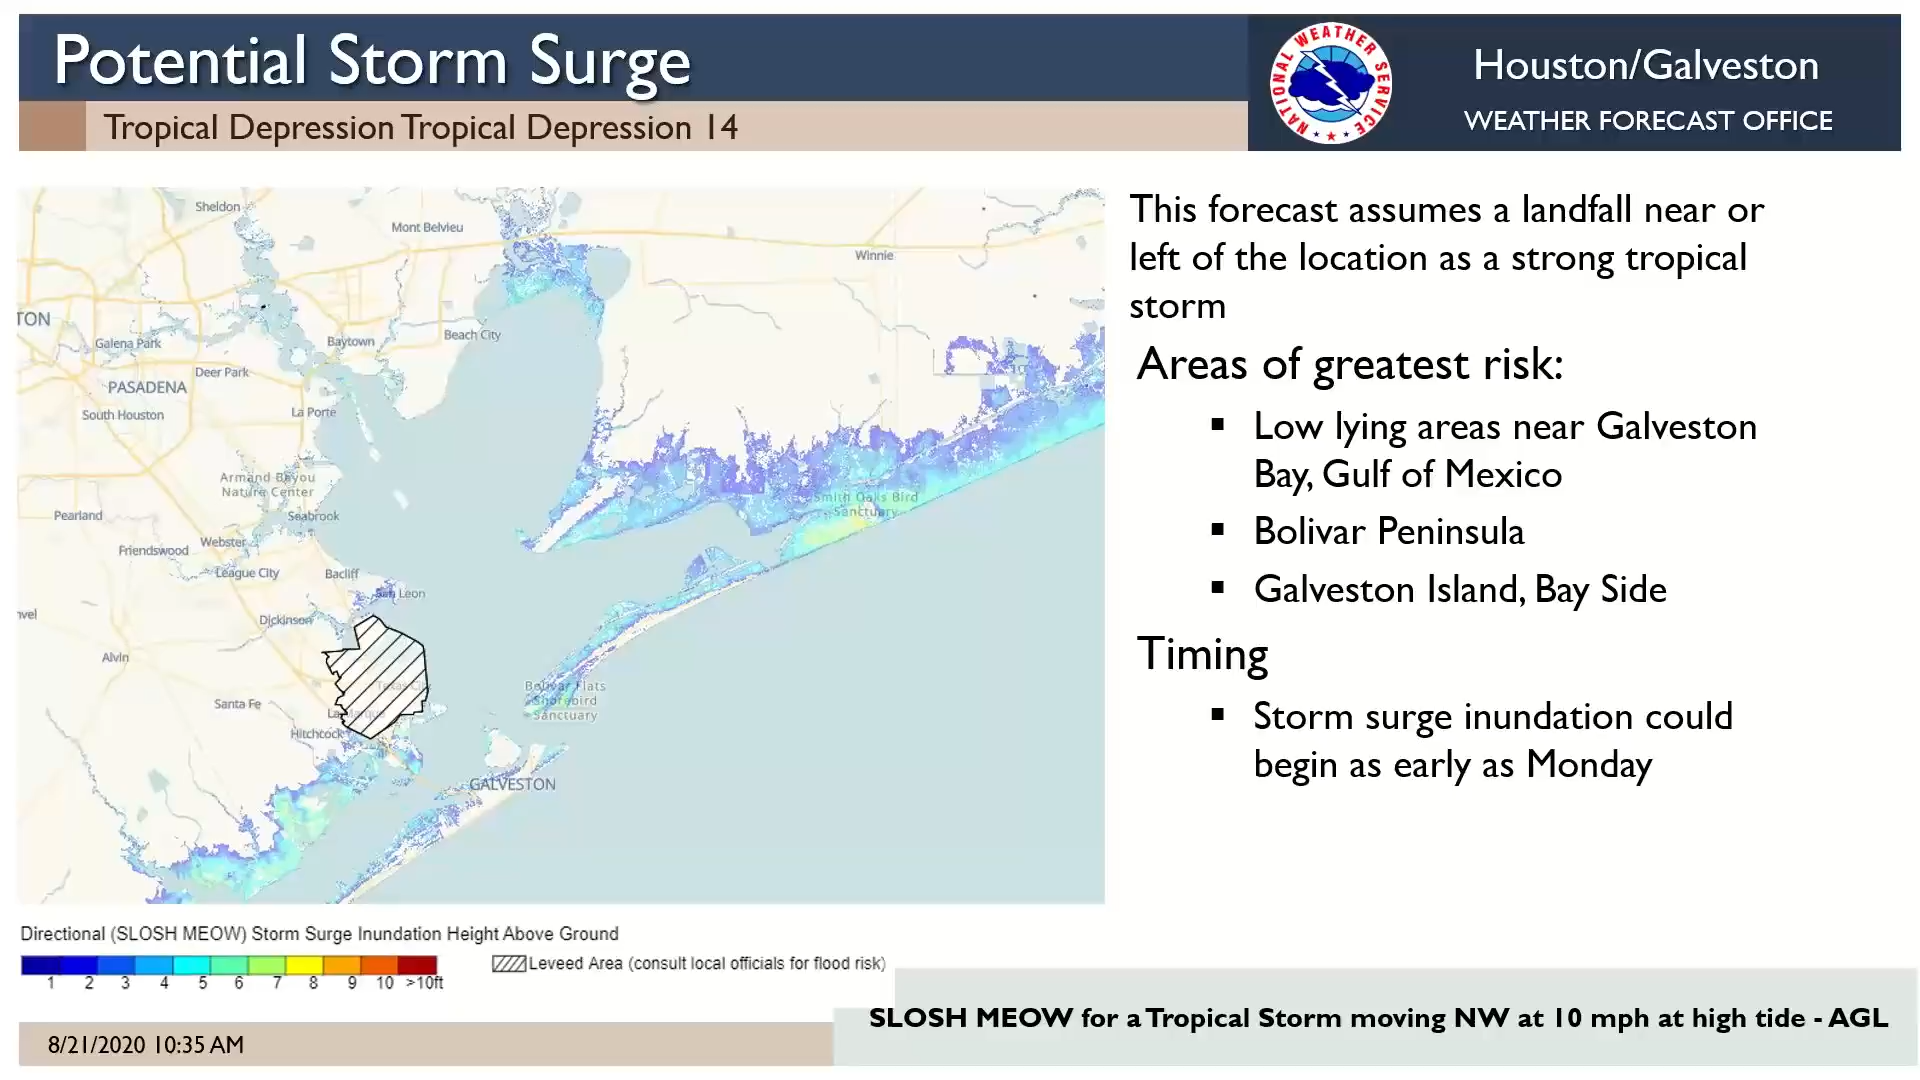 Potential Storm Surge
Tropical Depression Tropical Depression 14
NATIONAL WEATHER SERVICE
Houston/Galveston
WEATHER FORECAST OFFICE
This forecast assumes a landfall near or
left of the location as a strong tropical
storm
Areas of greatest risk:
▪ Low lying areas near Galveston
Bay, Gulf of Mexico
▪ Bolivar Peninsula
▪ Galveston Island, Bay Side
Timing
▪ Storm surge inundation could
begin as early as Monday
Sheldon
Mont Belvieu
Winnie
TON
Galena Park
Baytown
Beach City
Deer Park
PASADENA
South Houston
La Porte
Armand Bayou
Nature Center
Smith Oaks Bird
Sanctuary
Pearland
Seabrook
Friendswood
Webster
League City
Bacliff
San Leon
nvel
Dickinson
Alvin
Texas City
Bolivar Flats
Shorebird
Sanctuary
Santa Fe
La Marque
Hitchcock
GALVESTON
Directional (SLOSH MEOW) Storm Surge Inundation Height Above Ground
1 2 3 4 5 6 7 8 9 10 >10ft
Leveed Area (consult local officials for flood risk)
SLOSH MEOW for a Tropical Storm moving NW at 10 mph at high tide - AGL
8/21/2020 10:35 AM